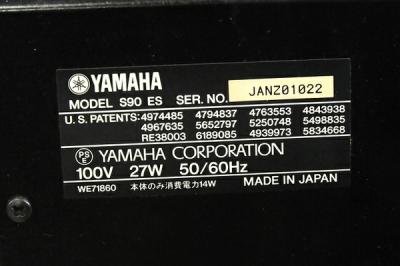 YAMAHA
MODEL S90 ES SER. NO. JANZ01022
U.S. PATENTS: 4974485 4794837 4763553 4843938
4967635 5652797 5250748 5498835
RE38003 6189085 4939973 5834668
PS E YAMAHA CORPORATION
100V 27W 50/60Hz
WE71860 本体のみ消費電力14W MADE IN JAPAN